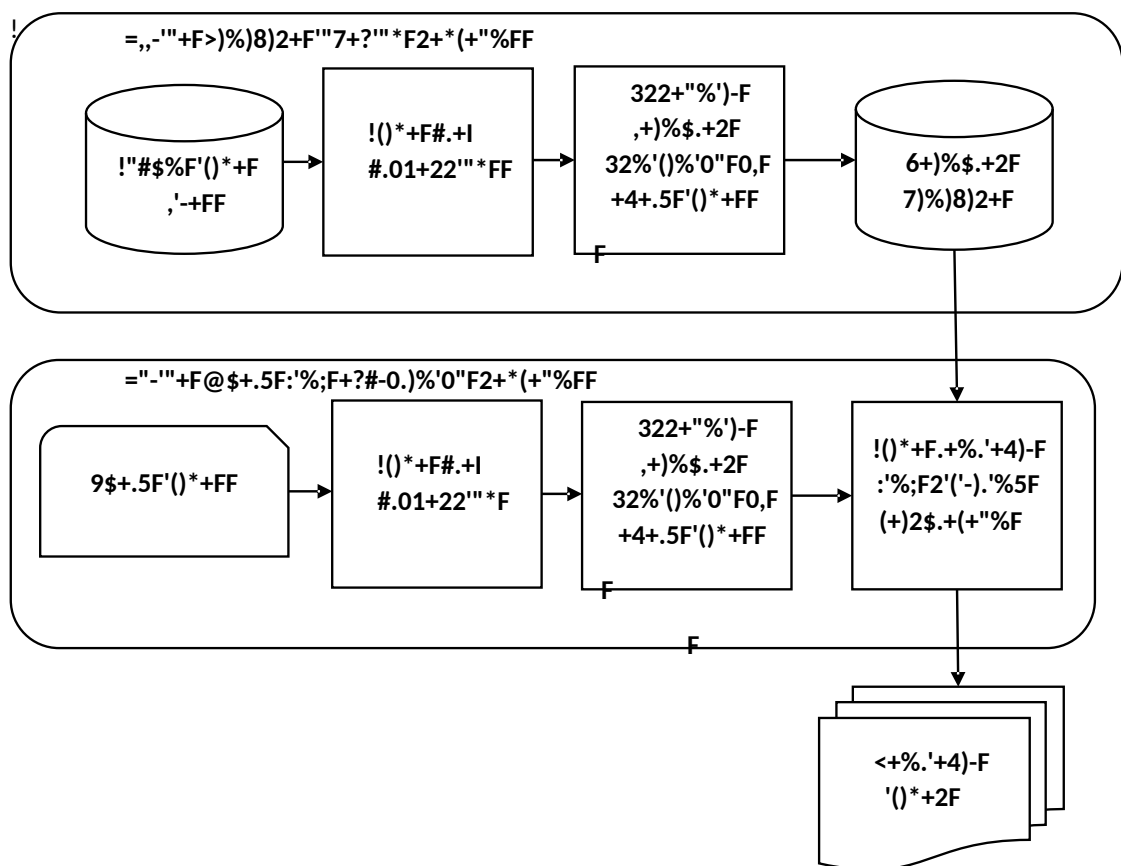 !
=,,-'"+F>)%)8)2+F'"7+?'"*F2+*(+"%FF
!"#$%F'()*+F
,'-+FF
!()*+F#.+I
#.01+22'"*FF
322+"%')-F
,+)%$.+2F
32%'()%'0"F0,F
+4+.5F'()*+FF
F
6+)%$.+2F
7)%)8)2+F
="-'"+F@$+.5F:'%;F+?#-0.)%'0"F2+*(+"%FF
9$+.5F'()*+FF
!()*+F#.+I
#.01+22'"*F
322+"%')-F
,+)%$.+2F
32%'()%'0"F0,F
+4+.5F'()*+FF
F
!()*+F.+%.'+4)-F
:'%;F2'('-).'%5F
(+)2$.+(+"%F
F
<+%.'+4)-F
'()*+2F